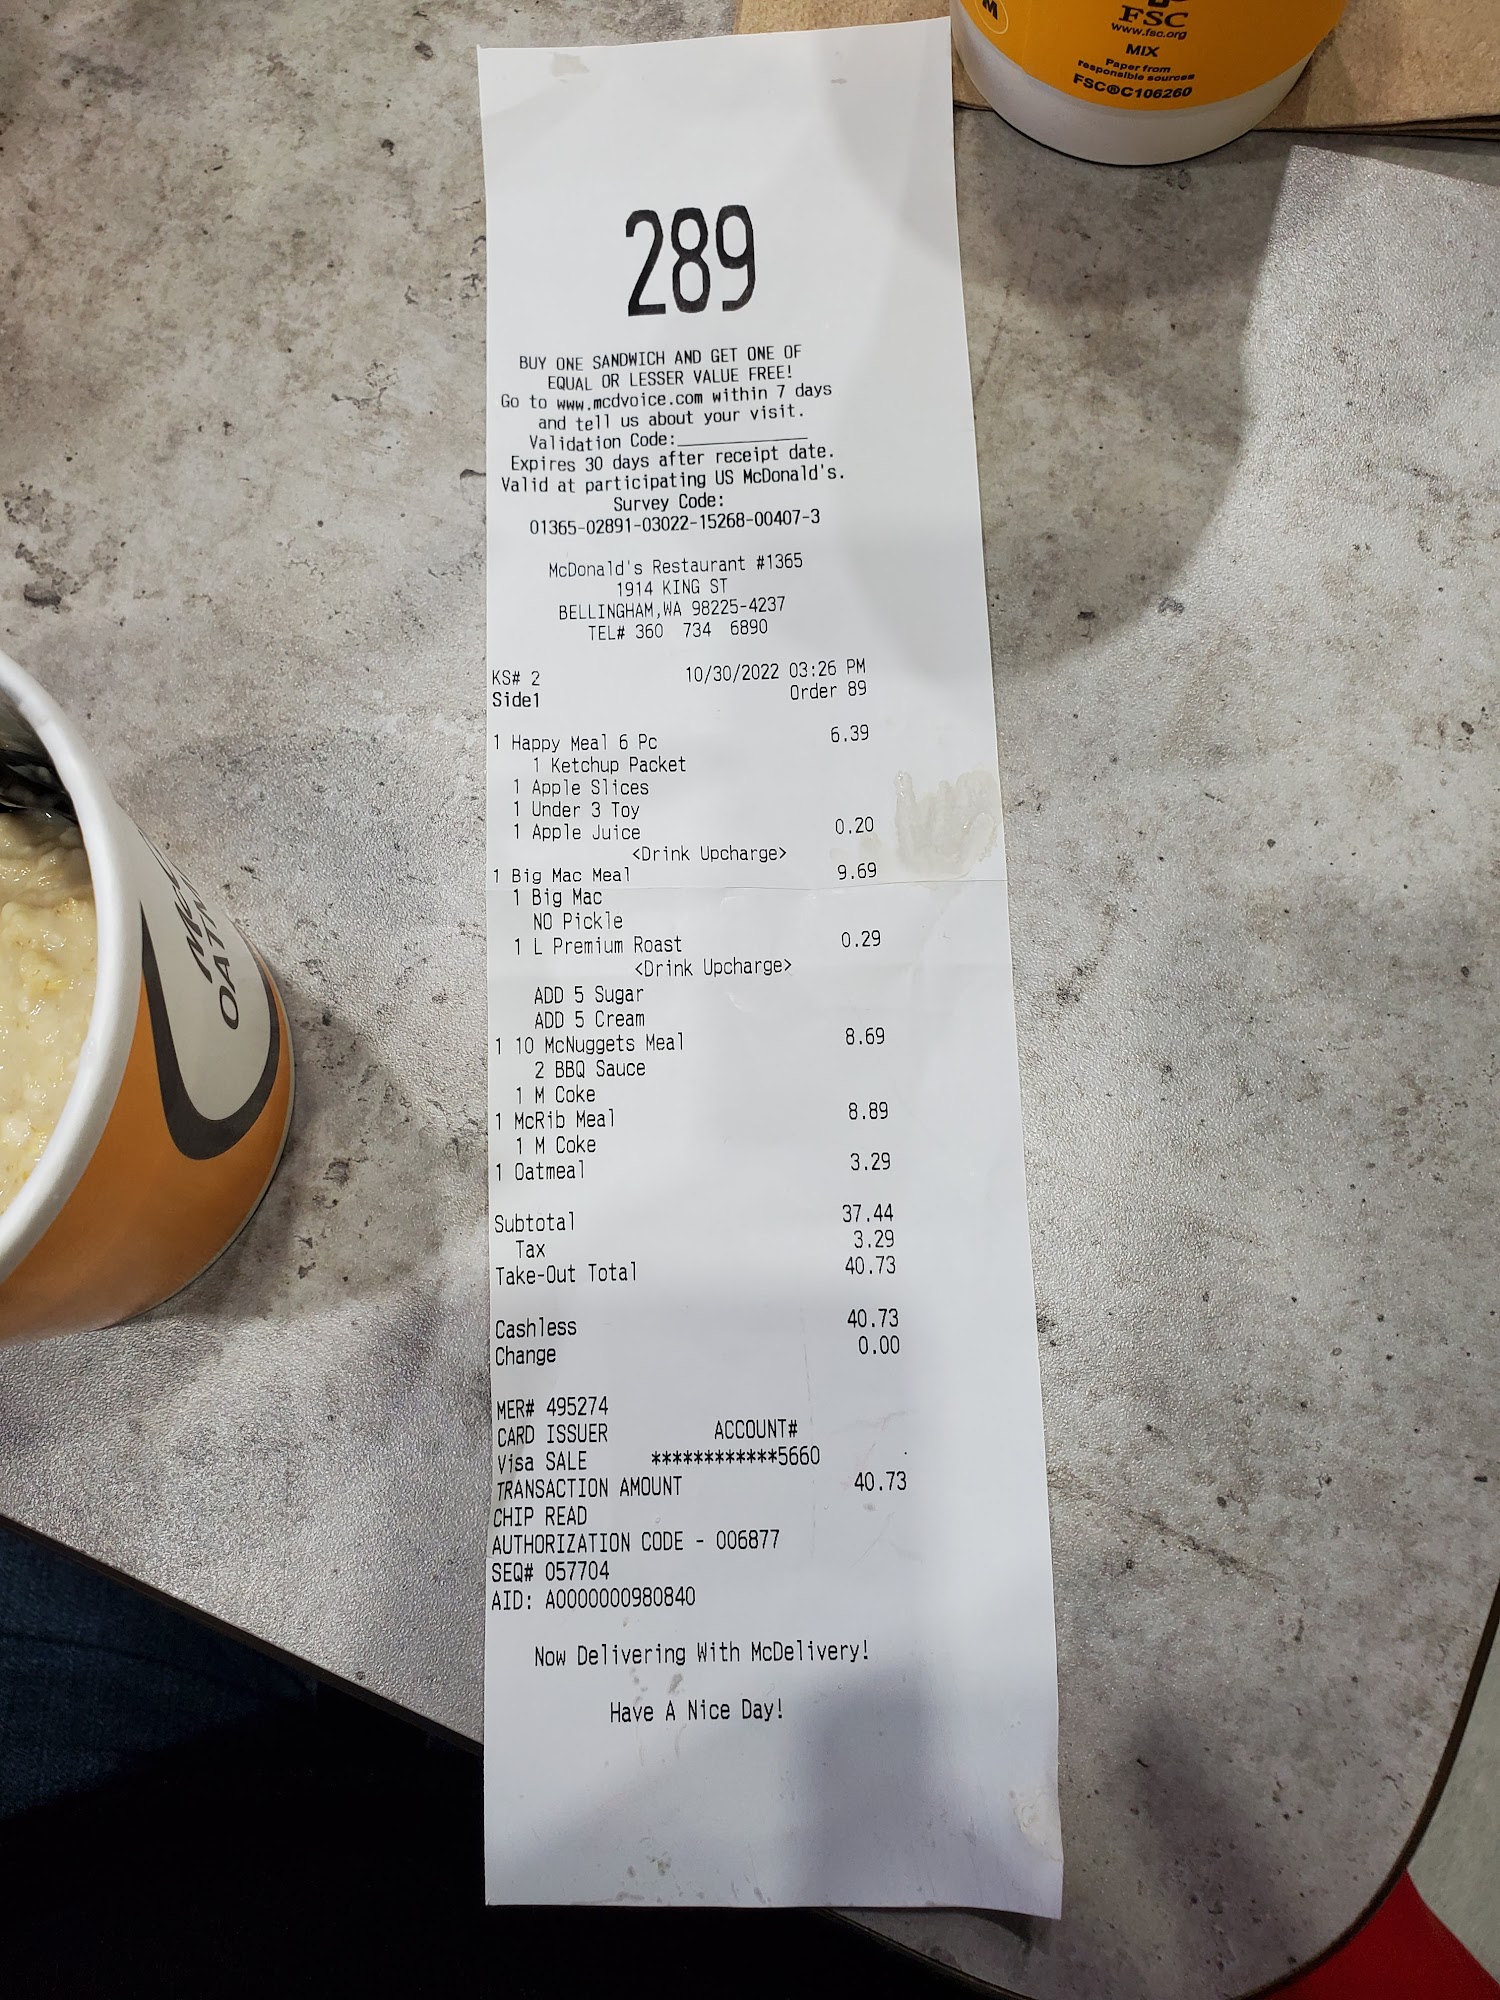 FSC
www.fsc.org
MIX
Paper from
responsible sources
FSC®C106260
289
BUY ONE SANDWICH AND GET ONE OF
EQUAL OR LESSER VALUE FREE!
Go to www.mcdvoice.com within 7 days
and tell us about your visit.
Validation Code:______________
Expires 30 days after receipt date.
Valid at participating US McDonald's.
Survey Code:
01365-02891-03022-15268-00407-3
McDonald's Restaurant #1365
1914 KING ST
BELLINGHAM,WA 98225-4237
TEL# 360 734 6890
KS# 2 10/30/2022 03:26 PM
Side1 Order 89
1 Happy Meal 6 Pc 6.39
1 Ketchup Packet
1 Apple Slices
1 Under 3 Toy
1 Apple Juice 0.20
<Drink Upcharge>
1 Big Mac Meal 9.69
1 Big Mac
NO Pickle
1 L Premium Roast 0.29
<Drink Upcharge>
ADD 5 Sugar
ADD 5 Cream
1 10 McNuggets Meal 8.69
2 BBQ Sauce
1 M Coke
1 McRib Meal 8.89
1 M Coke
1 Oatmeal 3.29
Subtotal 37.44
Tax 3.29
Take-Out Total 40.73
Cashless 40.73
Change 0.00
MER# 495274
CARD ISSUER ACCOUNT#
Visa SALE ************5660
TRANSACTION AMOUNT 40.73
CHIP READ
AUTHORIZATION CODE - 006877
SEQ# 057704
AID: A0000000980840
Now Delivering With McDelivery!
Have A Nice Day!